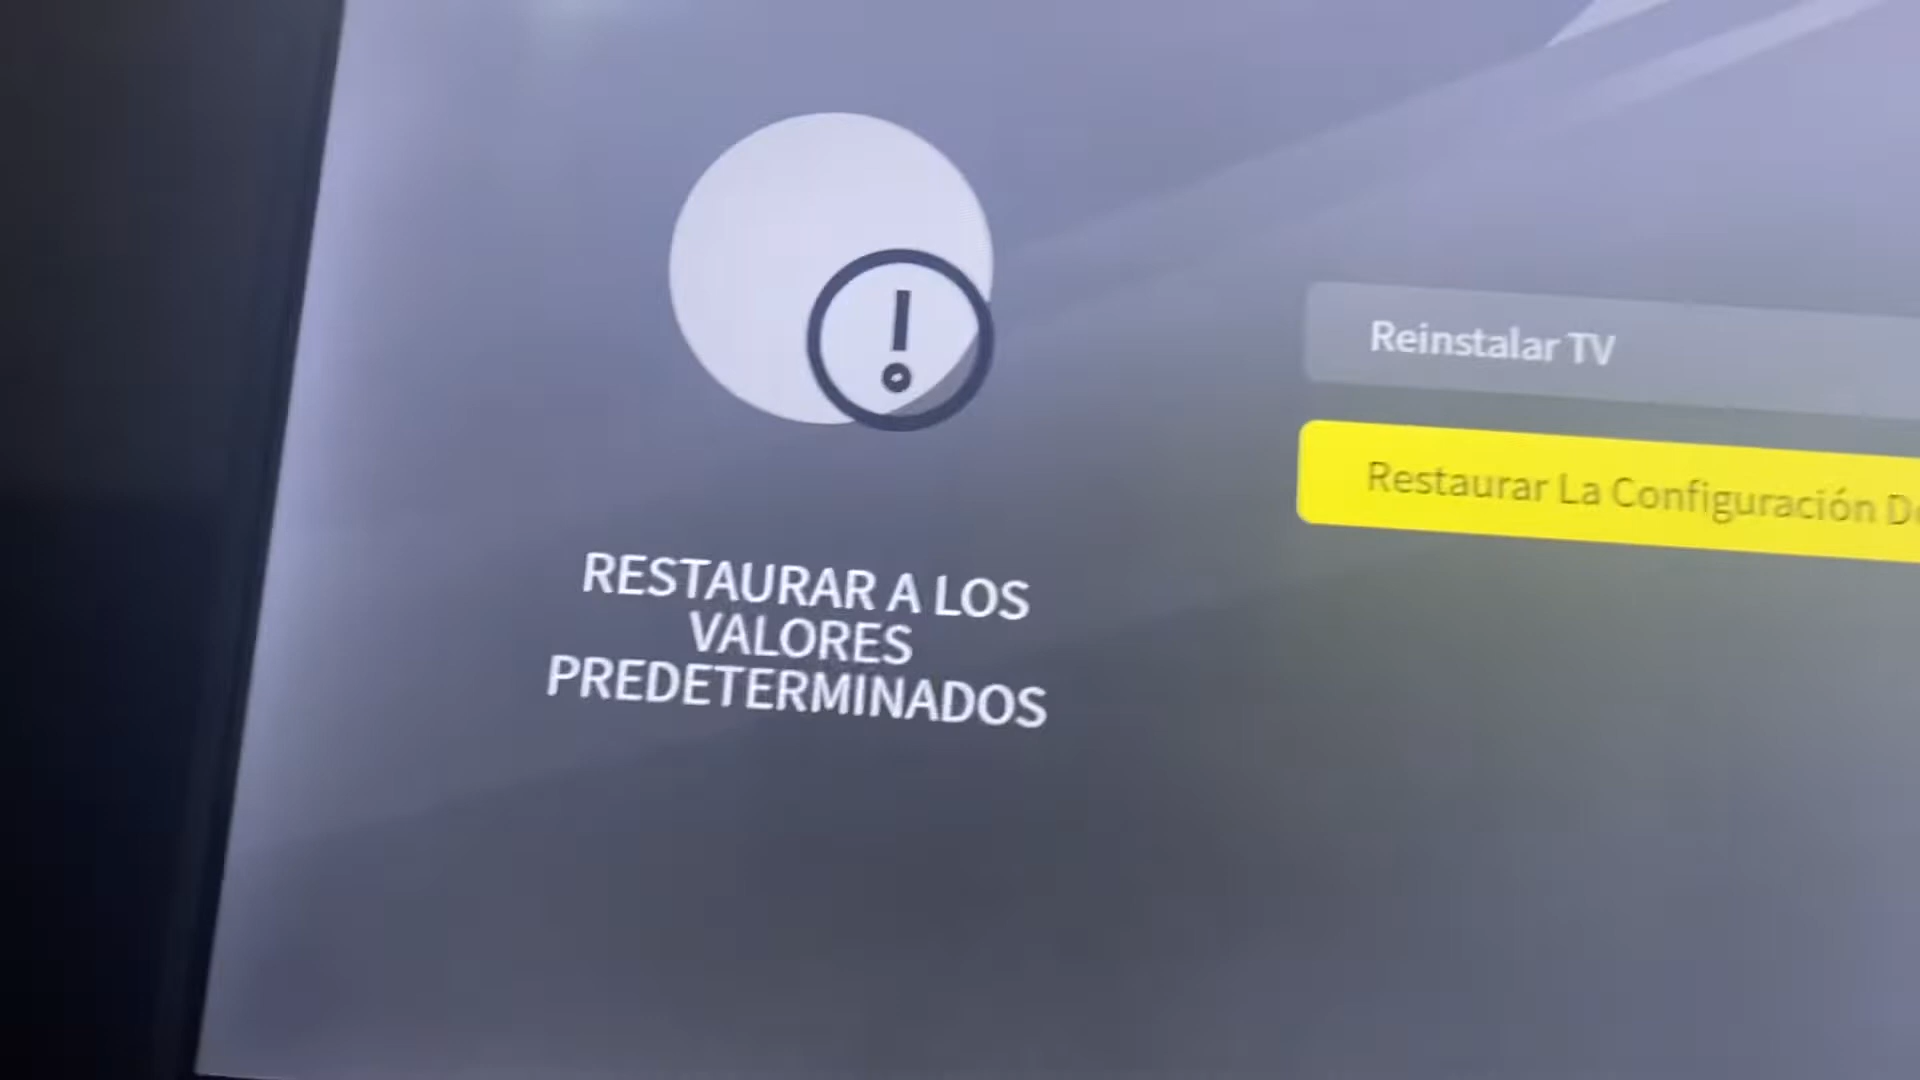 Reinstalar TV
Restaurar La Configuración
RESTAURAR A LOS
VALORES
PREDETERMINADOS